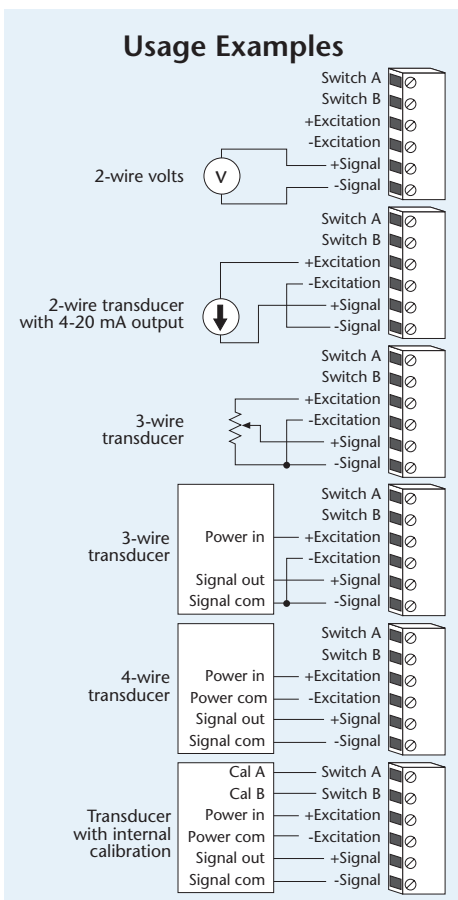 Usage Examples
Switch A
Switch B
+Excitation
-Excitation
+Signal
-Signal
2-wire volts
V
Switch A
Switch B
+Excitation
-Excitation
+Signal
-Signal
2-wire transducer
with 4-20 mA output
Switch A
Switch B
+Excitation
-Excitation
+Signal
-Signal
3-wire
transducer
Switch A
Switch B
Power in +Excitation
-Excitation
Signal out +Signal
Signal com -Signal
3-wire
transducer
Switch A
Switch B
Power in +Excitation
Power com -Excitation
Signal out +Signal
Signal com -Signal
4-wire
transducer
Cal A Switch A
Cal B Switch B
Power in +Excitation
Power com -Excitation
Signal out +Signal
Signal com -Signal
Transducer
with internal
calibration